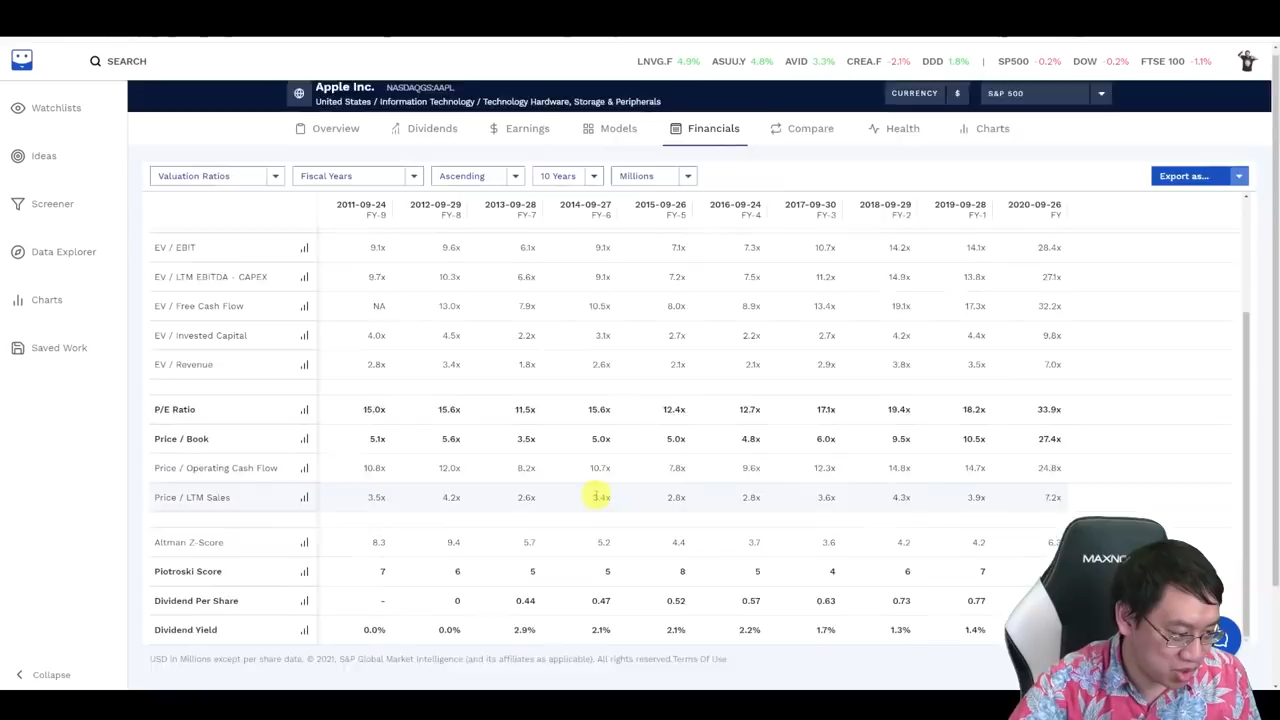 SEARCH
LNVG.F 4.9% ASUU.Y 4.8% AVID 3.3% CREA.F -2.1% DDD 1.8% | SP500 -0.2% DOW -0.2% FTSE 100 -1.1%
Apple Inc. NASDAQGS:AAPL
United States / Information Technology / Technology Hardware, Storage & Peripherals
CURRENCY $ S&P 500
Watchlists
Ideas
Screener
Data Explorer
Charts
Saved Work
Collapse
Overview Dividends Earnings Models Financials Compare Health Charts
Valuation Ratios Fiscal Years Ascending 10 Years Millions Export as...
2011-09-24 2012-09-29 2013-09-28 2014-09-27 2015-09-26 2016-09-24 2017-09-30 2018-09-29 2019-09-28 2020-09-26
FY-9 FY-8 FY-7 FY-6 FY-5 FY-4 FY-3 FY-2 FY-1 FY
EV / EBIT 9.1x 9.6x 6.1x 9.1x 7.1x 7.3x 10.7x 14.2x 14.1x 28.4x
EV / LTM EBITDA - CAPEX 9.7x 10.3x 6.6x 9.1x 7.2x 7.5x 11.2x 14.9x 13.8x 27.1x
EV / Free Cash Flow NA 13.0x 7.9x 10.5x 8.0x 8.9x 13.4x 19.1x 17.3x 32.2x
EV / Invested Capital 4.0x 4.5x 2.2x 3.1x 2.7x 2.2x 2.7x 4.2x 4.4x 9.8x
EV / Revenue 2.8x 3.4x 1.8x 2.6x 2.1x 2.1x 2.9x 3.8x 3.5x 7.0x
P/E Ratio 15.0x 15.6x 11.5x 15.6x 12.4x 12.7x 17.1x 19.4x 18.2x 33.9x
Price / Book 5.1x 5.6x 3.5x 5.0x 5.0x 4.8x 6.0x 9.5x 10.5x 27.4x
Price / Operating Cash Flow 10.8x 12.0x 8.2x 10.7x 7.8x 9.6x 12.3x 14.8x 14.7x 24.8x
Price / LTM Sales 3.5x 4.2x 2.6x 3.4x 2.8x 2.8x 3.6x 4.3x 3.9x 7.2x
Altman Z-Score 8.3 9.4 5.7 5.2 4.4 3.7 3.6 4.2 4.2
Piotroski Score 7 6 5 5 8 5 4 6 7
Dividend Per Share - 0 0.44 0.47 0.52 0.57 0.63 0.73 0.77
Dividend Yield 0.0% 0.0% 2.9% 2.1% 2.1% 2.2% 1.7% 1.3% 1.4%
USD in Millions except per share data. © 2021, S&P Global Market Intelligence (and its affiliates as applicable). All rights reserved.Terms Of Use